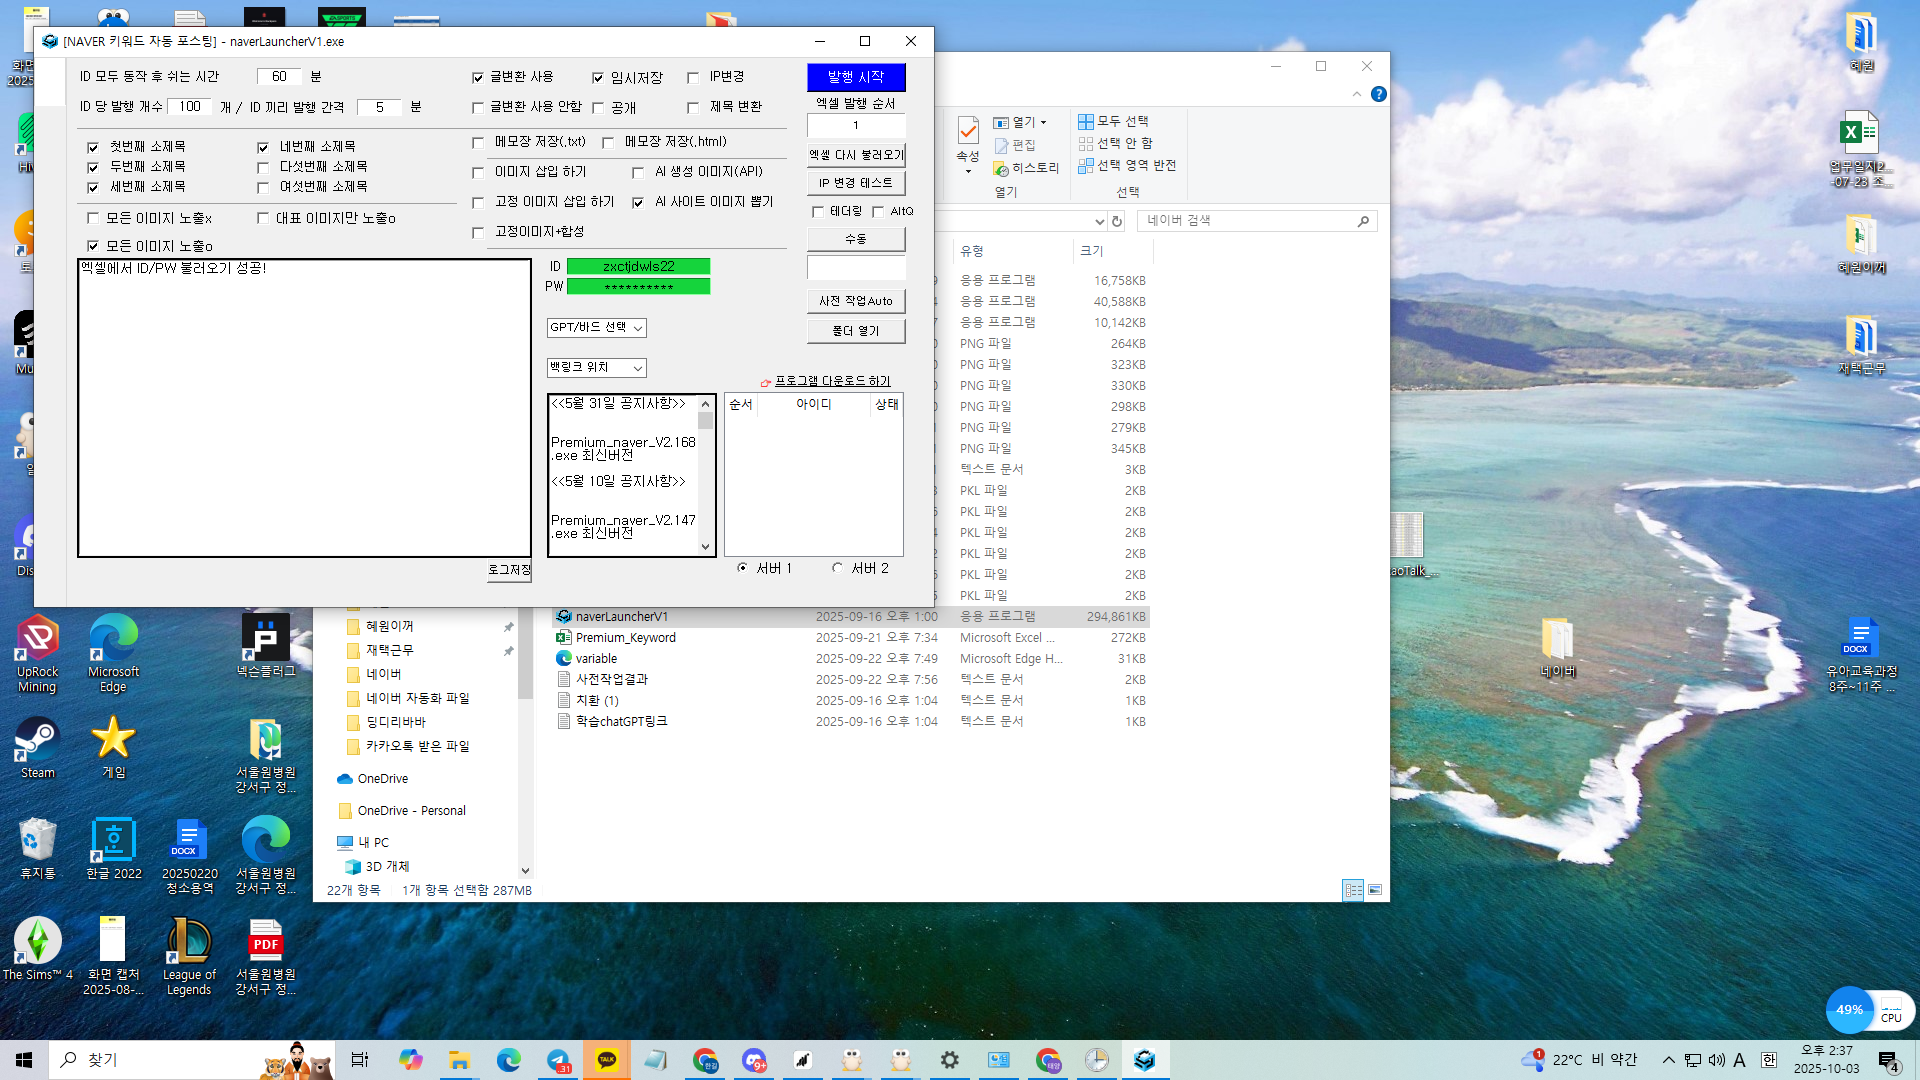 [NAVER 키워드 자동 포스팅] - naverLauncherV1.exe
ID 모두 동작 후 쉬는 시간 60 분
ID 당 발행 개수 100 개 / ID 끼리 발행 간격 5 분
글변환 사용 임시저장 IP변경
글변환 사용 안함 공개 제목 변환
메모장 저장(.txt) 메모장 저장(.html)
첫번째 소제목 네번째 소제목
두번째 소제목 다섯번째 소제목
세번째 소제목 여섯번째 소제목
이미지 삽입 하기 AI 생성 이미지(API)
고정 이미지 삽입 하기 AI 사이트 이미지 뽑기
고정이미지+합성
모든 이미지 노출x 대표 이미지만 노출o
모든 이미지 노출o
발행 시작
엑셀 발행 순서
1
엑셀 다시 불러오기
IP 변경 테스트
테더링 AltQ
수동
사전 작업Auto
폴더 열기
엑셀에서 ID/PW 불러오기 성공!
ID zxctjdwls22
PW **********
GPT/바드 선택
백링크 위치
프로그램 다운로드 하기
<<5월 31일 공지사항>>
Premium_naver_V2.168
.exe 최신버전
<<5월 10일 공지사항>>
Premium_naver_V2.147
.exe 최신버전
순서 아이디 상태
로그저장
서버 1 서버 2
속성
열기
편집
히스토리
열기
모두 선택
선택 안 함
선택 영역 반전
선택
네이버 검색
유형 크기
응용 프로그램 16,758KB
응용 프로그램 40,588KB
응용 프로그램 10,142KB
PNG 파일 264KB
PNG 파일 323KB
PNG 파일 330KB
PNG 파일 298KB
PNG 파일 279KB
PNG 파일 345KB
텍스트 문서 3KB
PKL 파일 2KB
PKL 파일 2KB
PKL 파일 2KB
PKL 파일 2KB
PKL 파일 2KB
PKL 파일 2KB
naverLauncherV1 2025-09-16 오후 1:00 응용 프로그램 294,861KB
Premium_Keyword 2025-09-21 오후 7:34 Microsoft Excel ... 272KB
variable 2025-09-22 오후 7:49 Microsoft Edge H... 31KB
사전작업결과 2025-09-22 오후 7:56 텍스트 문서 2KB
치환 (1) 2025-09-16 오후 1:04 텍스트 문서 1KB
학습chatGPT링크 2025-09-16 오후 1:04 텍스트 문서 1KB
혜원이꺼
재택근무
네이버
네이버 자동화 파일
딩디리바바
카카오톡 받은 파일
OneDrive
OneDrive - Personal
내 PC
3D 개체
22개 항목 1개 항목 선택함 287MB
UpRock
Mining
Microsoft
Edge
넥슨플러그
Steam
게임
서울원병원
강서구 정...
휴지통
한글 2022
DOCX
20250220
청소용역
서울원병원
강서구 정...
The Sims™ 4
화면 캡처
2025-08-...
League of
Legends
PDF
서울원병원
강서구 정...
혜원
업무일지2...
-07-23 조...
혜원이꺼
재택근무
aoTalk_...
네이버
DOCX
유아교육과정
8주~11주 ...
49%
CPU
찾기
TALK
31
9+
1
22°C 비 약간
A
한
오후 2:37
2025-10-03
4